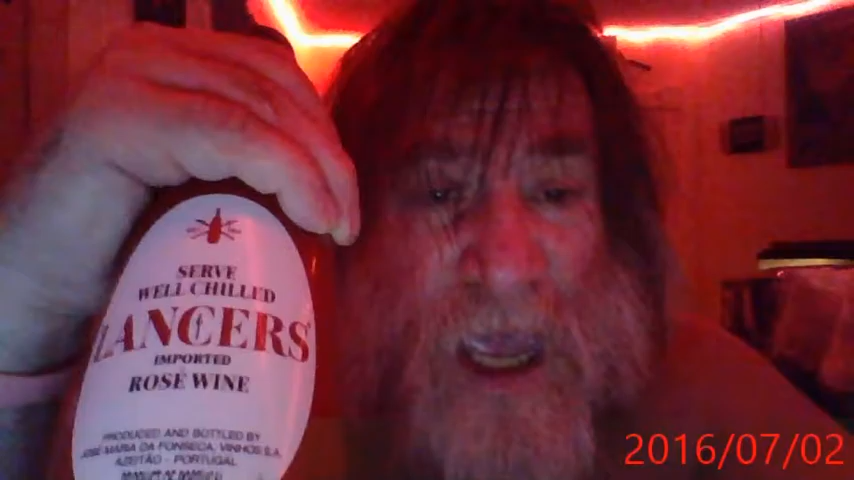 SERVE
WELL CHILLED
LANCERS
IMPORTED
ROSÉ WINE
PRODUCED AND BOTTLED BY
JOSÉ MARIA DA FONSECA, VINHOS S.A.
AZEITÃO - PORTUGAL
2016/07/02